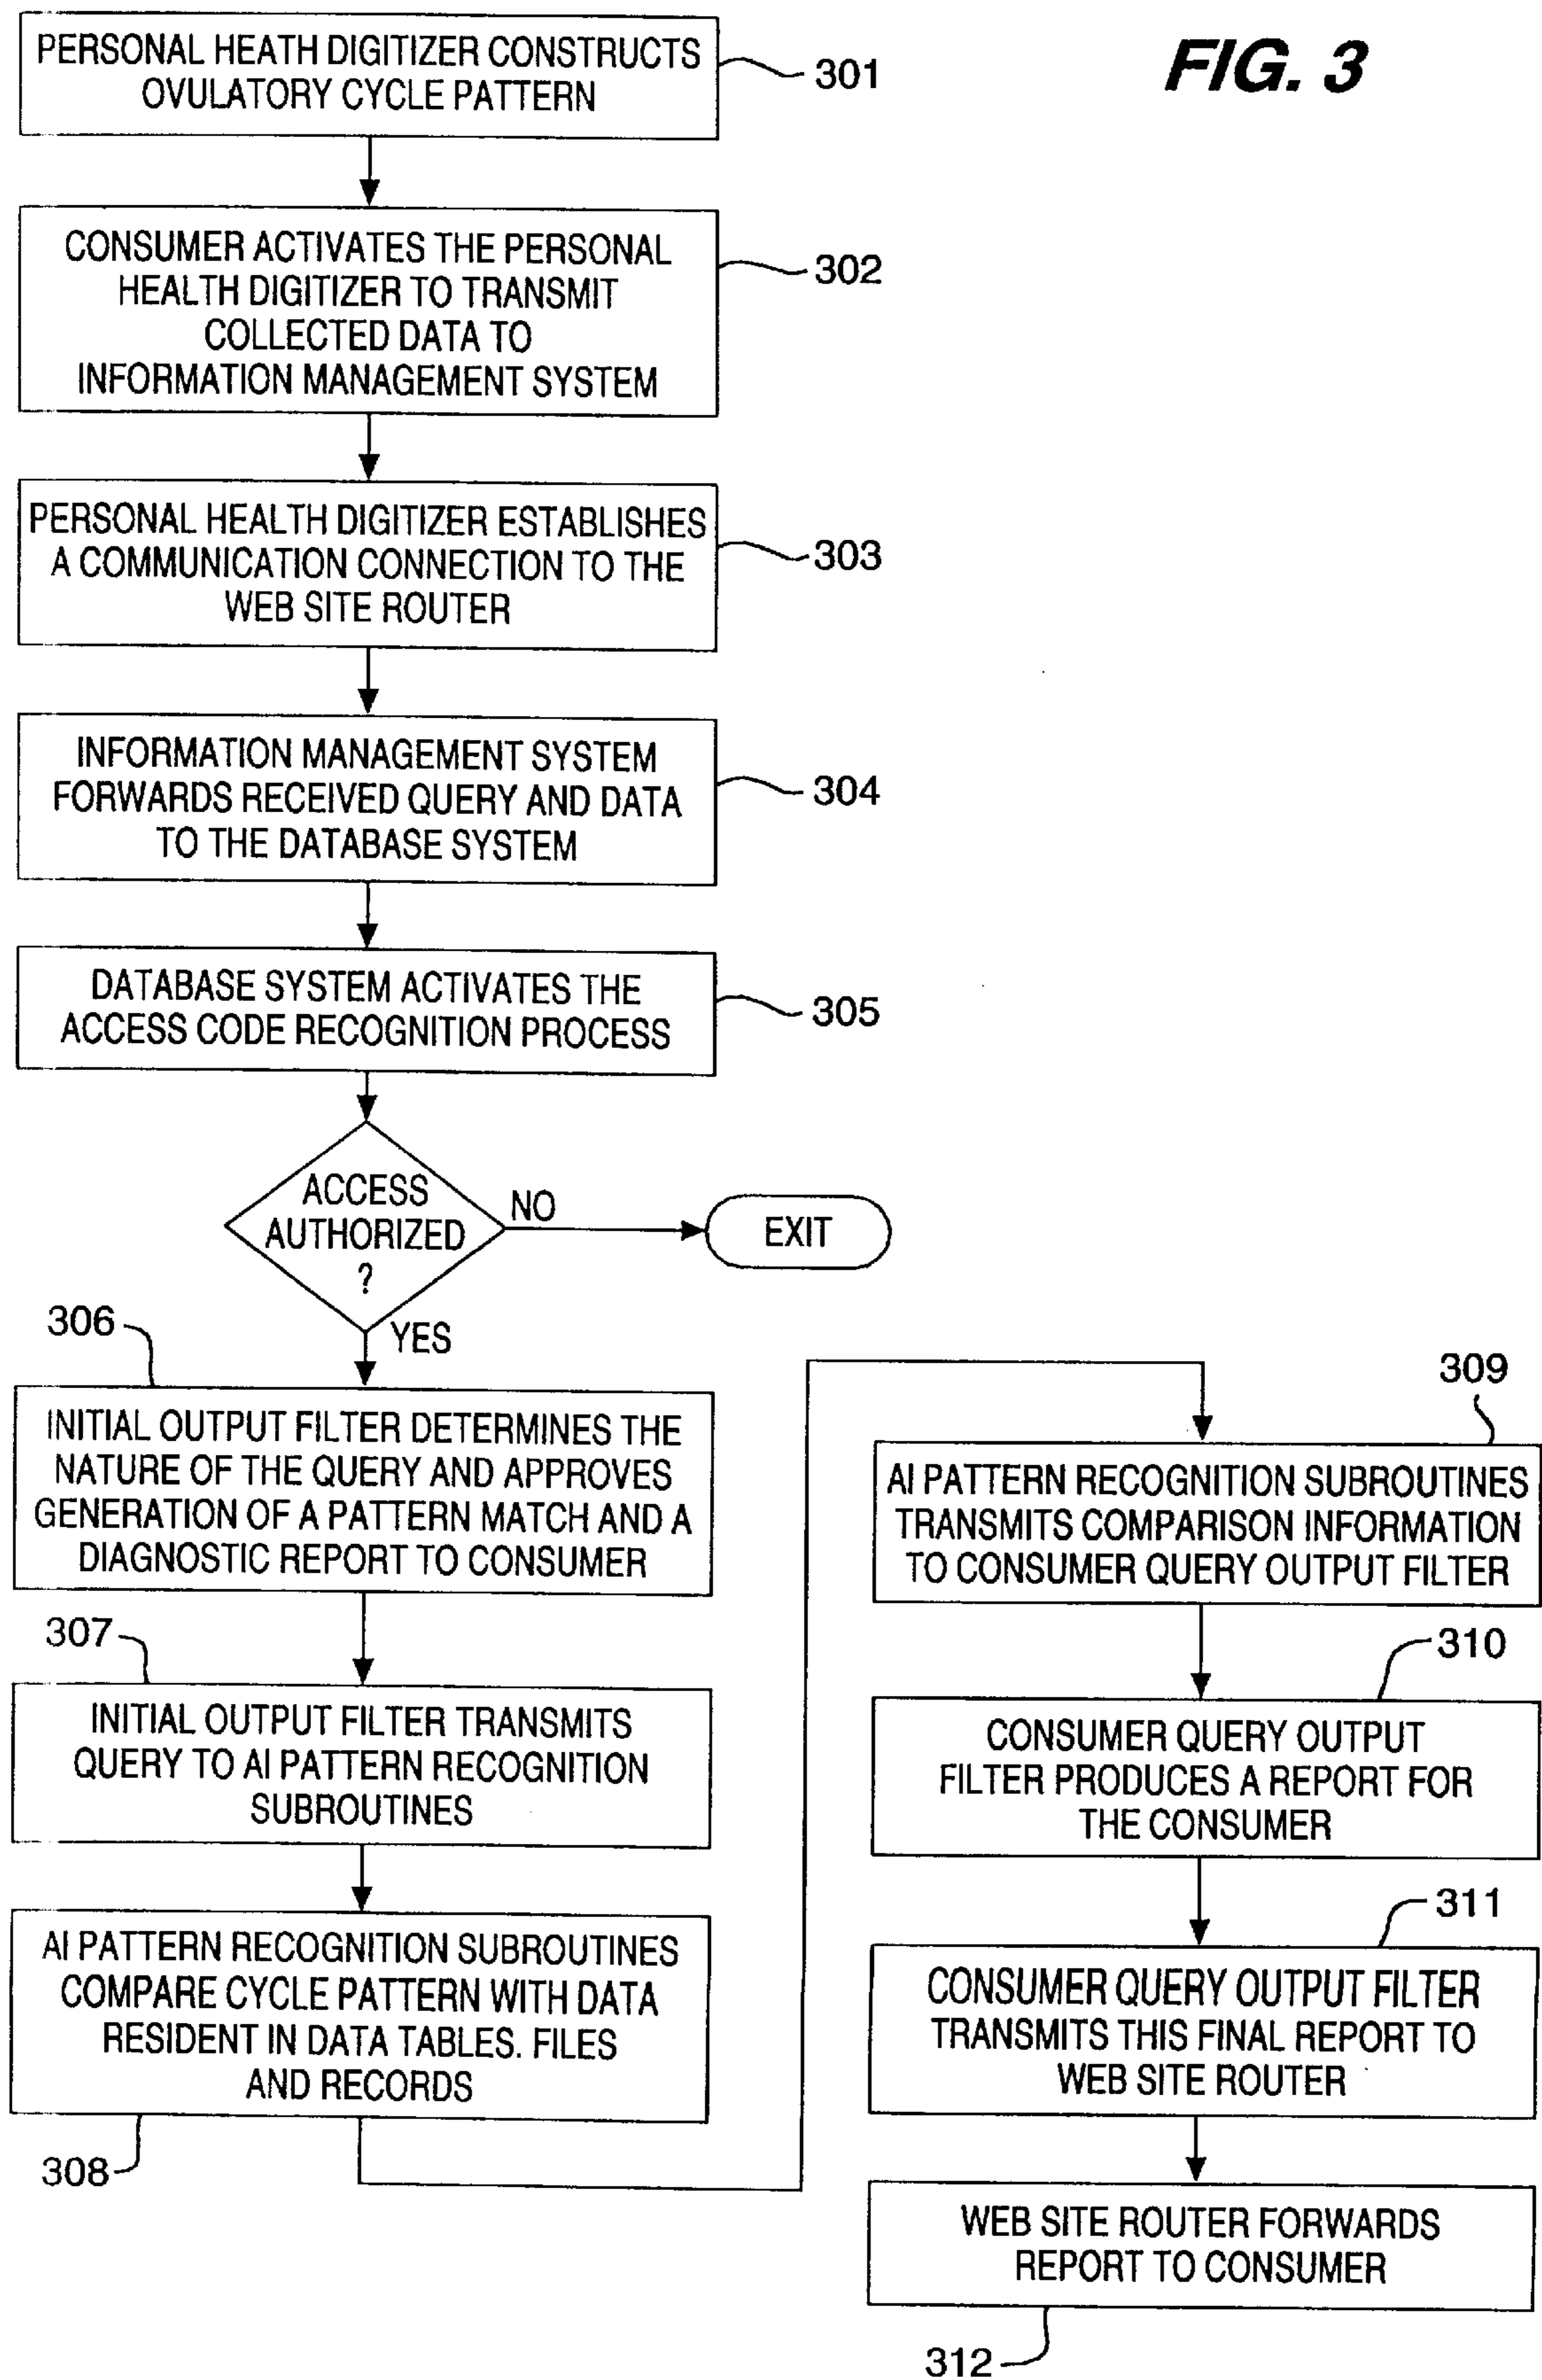 FIG. 3
PERSONAL HEATH DIGITIZER CONSTRUCTS
OVULATORY CYCLE PATTERN
301
CONSUMER ACTIVATES THE PERSONAL
HEALTH DIGITIZER TO TRANSMIT
COLLECTED DATA TO
INFORMATION MANAGEMENT SYSTEM
302
PERSONAL HEALTH DIGITIZER ESTABLISHES
A COMMUNICATION CONNECTION TO THE
WEB SITE ROUTER
303
INFORMATION MANAGEMENT SYSTEM
FORWARDS RECEIVED QUERY AND DATA
TO THE DATABASE SYSTEM
304
DATABASE SYSTEM ACTIVATES THE
ACCESS CODE RECOGNITION PROCESS
305
ACCESS
AUTHORIZED
?
NO
EXIT
YES
306
INITIAL OUTPUT FILTER DETERMINES THE
NATURE OF THE QUERY AND APPROVES
GENERATION OF A PATTERN MATCH AND A
DIAGNOSTIC REPORT TO CONSUMER
307
INITIAL OUTPUT FILTER TRANSMITS
QUERY TO AI PATTERN RECOGNITION
SUBROUTINES
AI PATTERN RECOGNITION SUBROUTINES
COMPARE CYCLE PATTERN WITH DATA
RESIDENT IN DATA TABLES. FILES
AND RECORDS
308
309
AI PATTERN RECOGNITION SUBROUTINES
TRANSMITS COMPARISON INFORMATION
TO CONSUMER QUERY OUTPUT FILTER
310
CONSUMER QUERY OUTPUT
FILTER PRODUCES A REPORT FOR
THE CONSUMER
311
CONSUMER QUERY OUTPUT FILTER
TRANSMITS THIS FINAL REPORT TO
WEB SITE ROUTER
WEB SITE ROUTER FORWARDS
REPORT TO CONSUMER
312